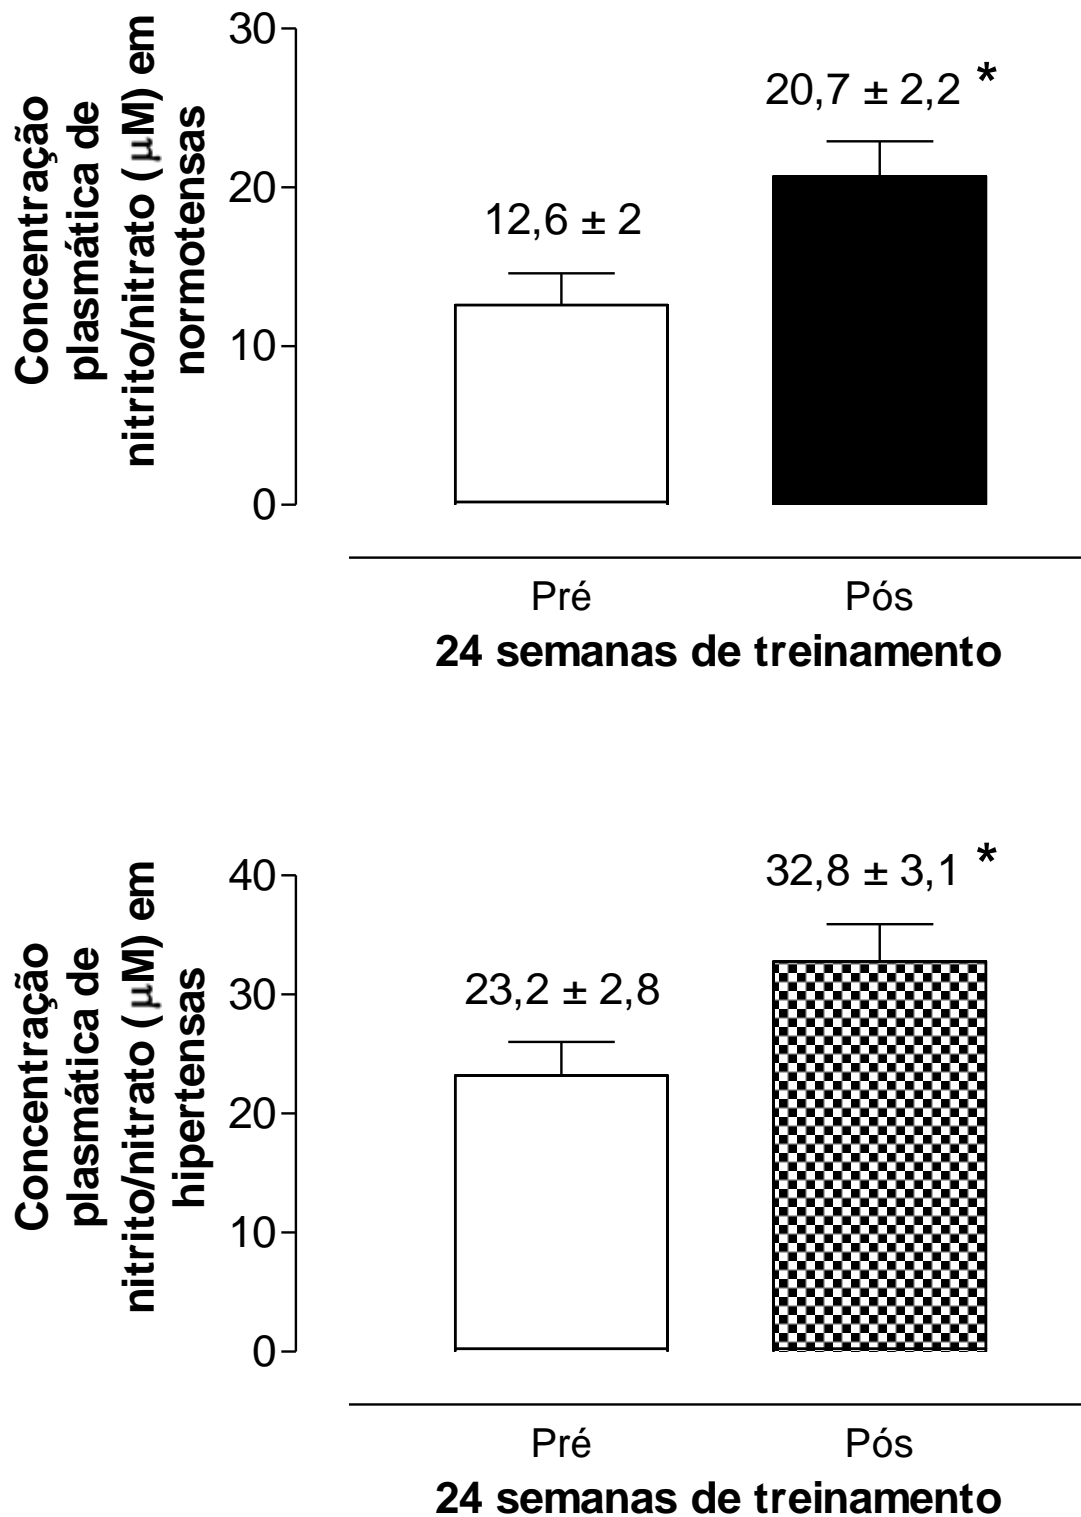 Concentração
plasmática de
nitrito/nitrato (μM) em
normotensas
30
20
10
0
12,6 ± 2
20,7 ± 2,2 *
Pré
Pós
24 semanas de treinamento
Concentração
plasmática de
nitrito/nitrato (μM) em
hipertensas
40
30
20
10
0
23,2 ± 2,8
32,8 ± 3,1 *
Pré
Pós
24 semanas de treinamento